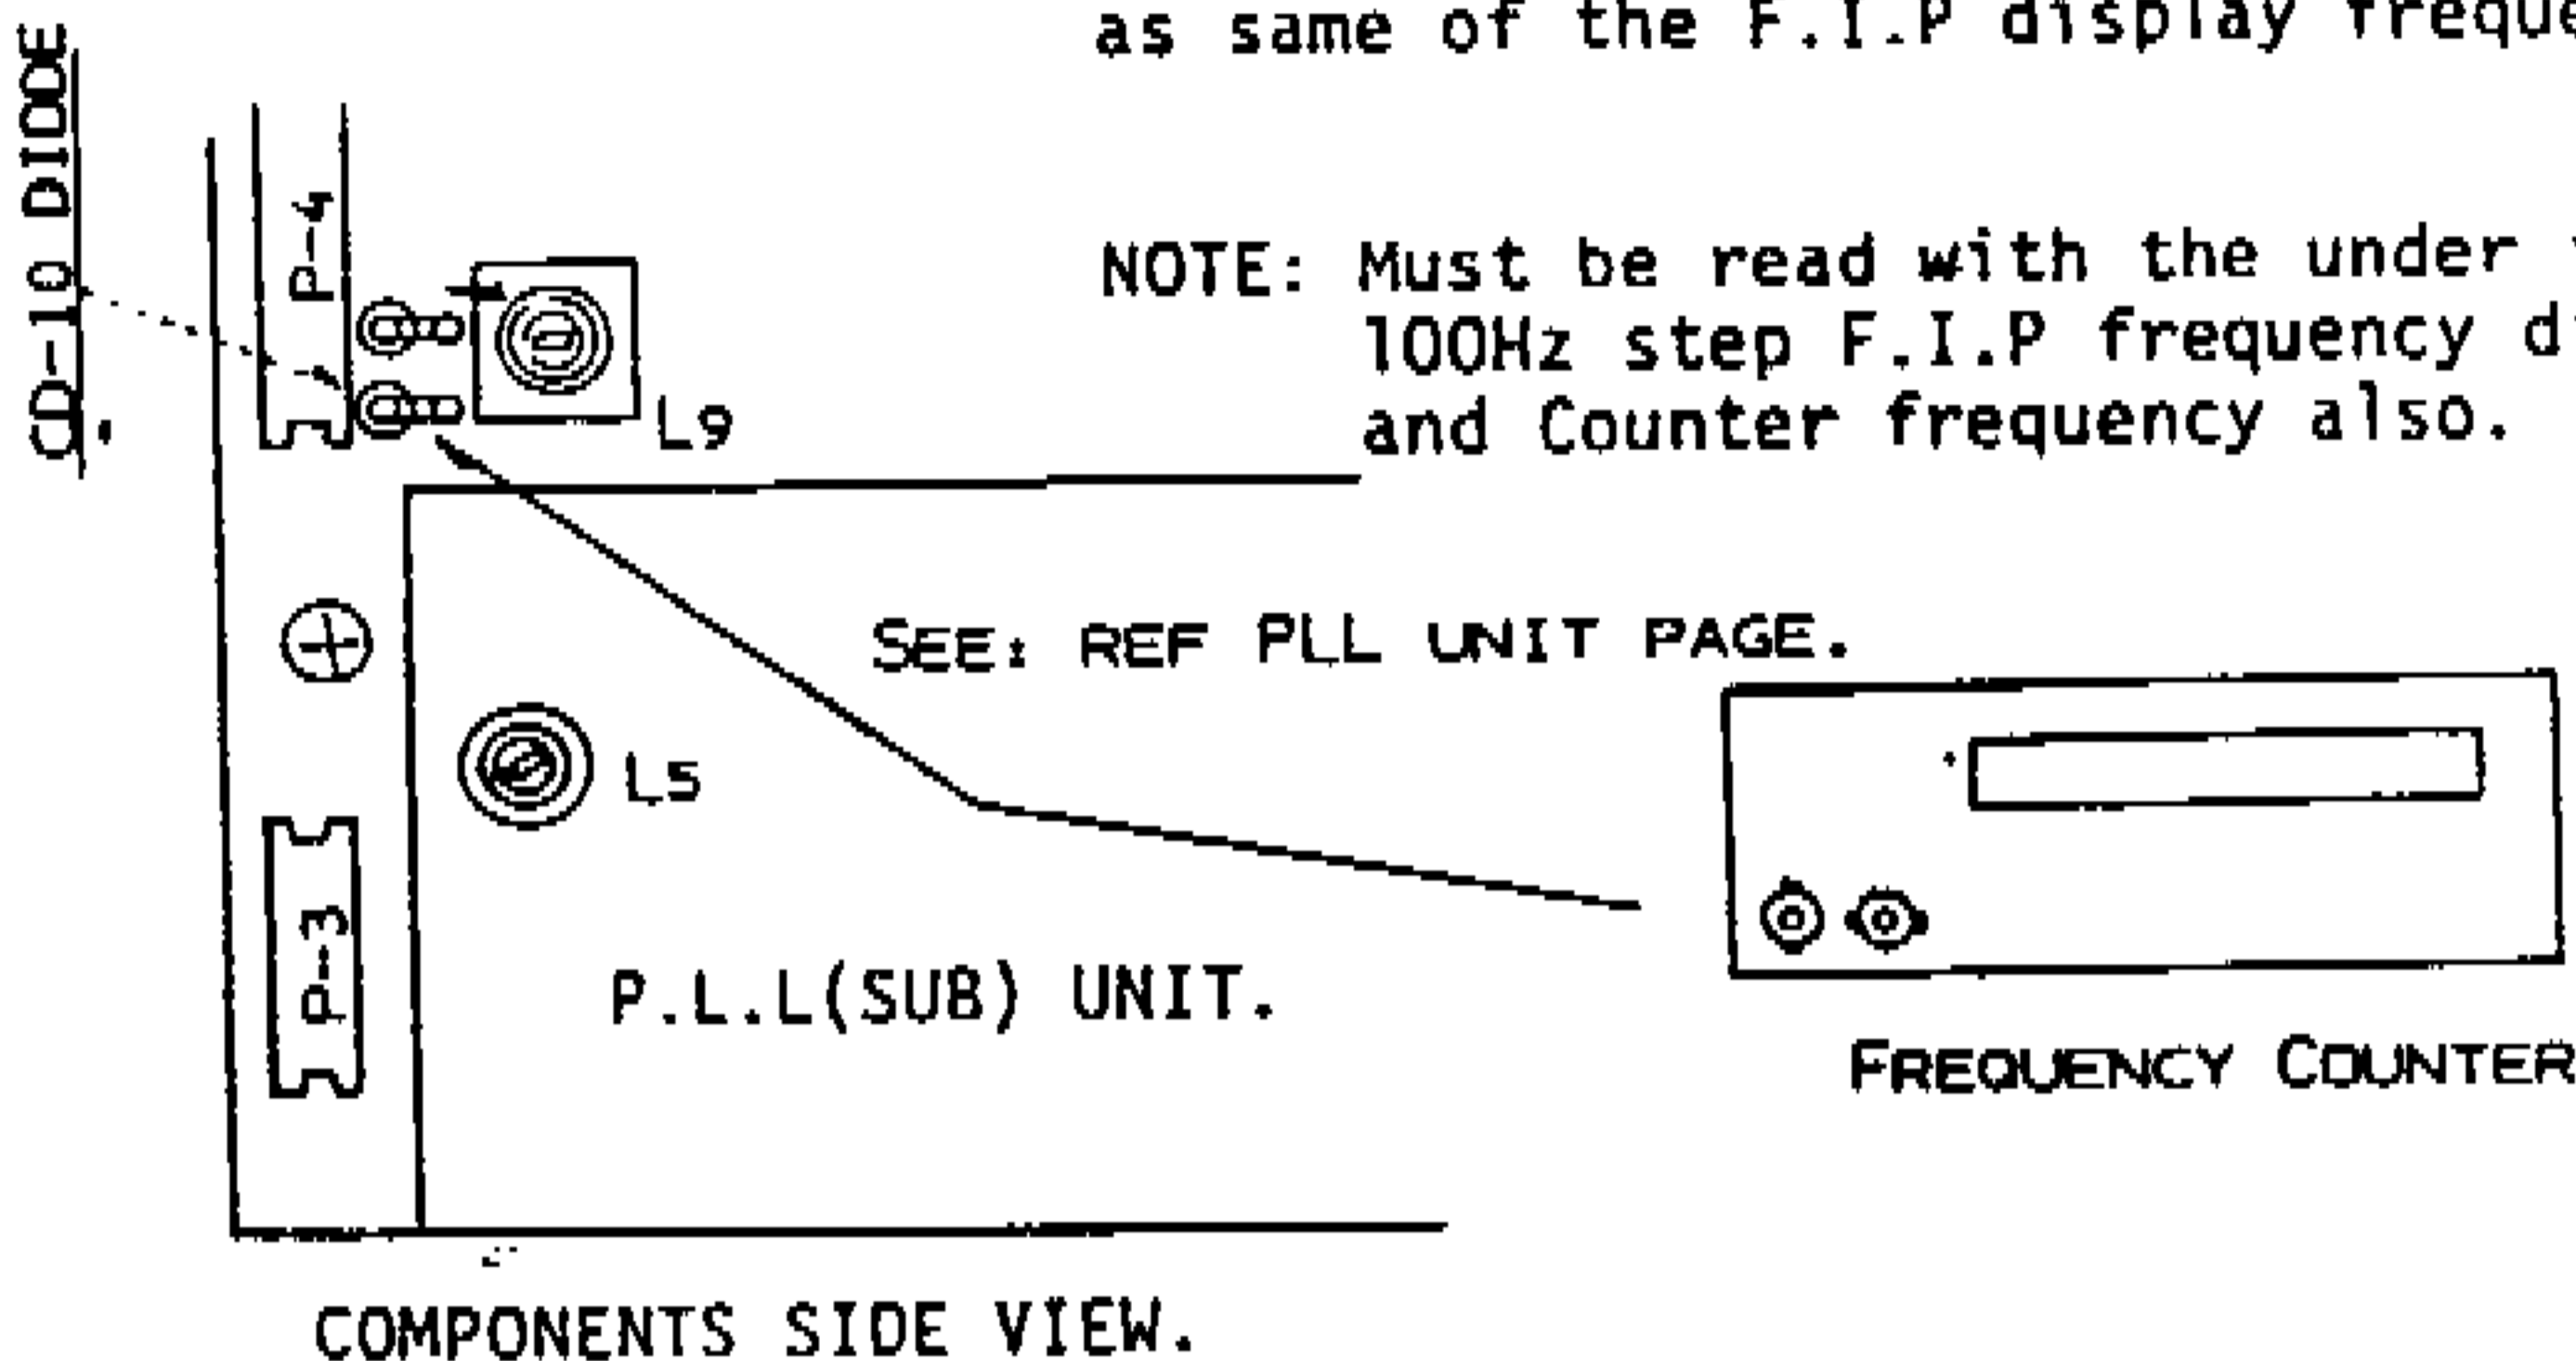 as same of the F.I.P display
NOTE: Must be read with the under
100Hz step F.I.P frequency
and Counter frequency also.
CD-10 DIODE
P-4
L9
SEE: REF PLL UNIT PAGE.
L5
P-3
P.L.L(SUB) UNIT.
FREQUENCY COUNTER
COMPONENTS SIDE VIEW.